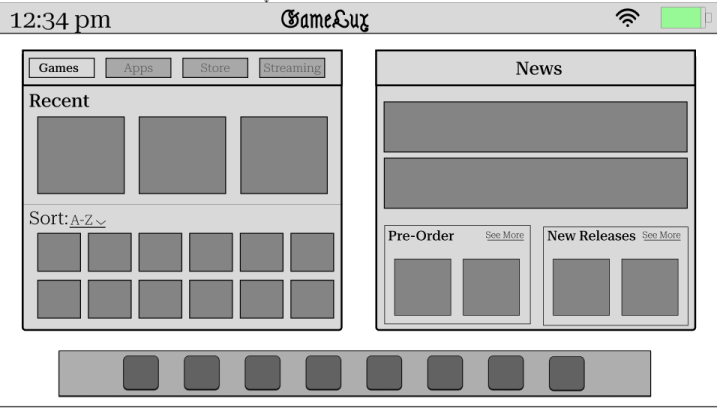 12:34 pm
GameLux
Games
Apps
Store
Streaming
Recent
Sort: A-Z
News
Pre-Order
See More
New Releases
See More